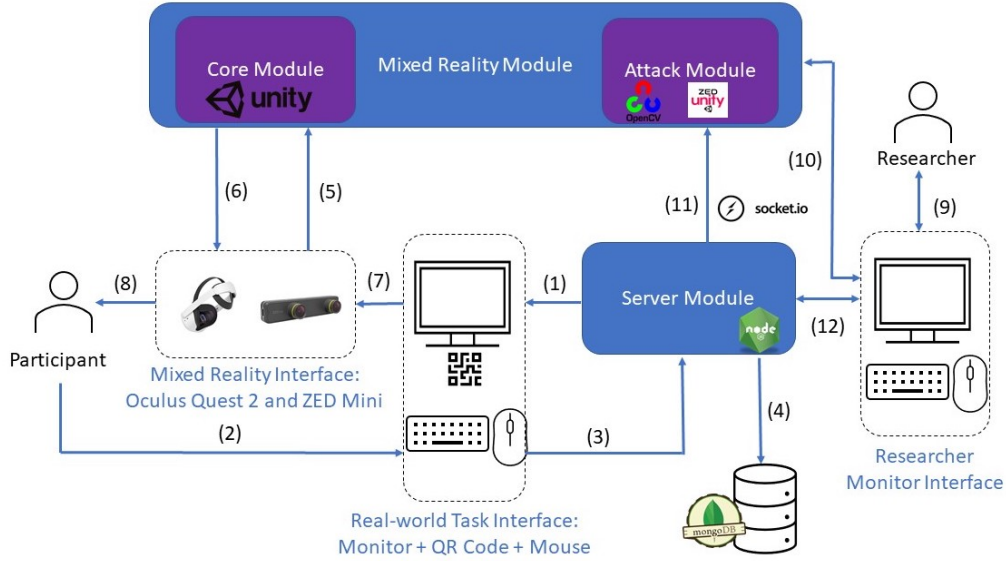 Core Module
unity
Mixed Reality Module
Attack Module
OpenCV
ZED
unity
Researcher
(10)
(6)
(5)
(11)
socket.io
(9)
(8)
(7)
(1)
Server Module
node
(12)
Participant
Mixed Reality Interface:
Oculus Quest 2 and ZED Mini
(2)
(3)
(4)
Researcher
Monitor Interface
mongoDB
Real-world Task Interface:
Monitor + QR Code + Mouse